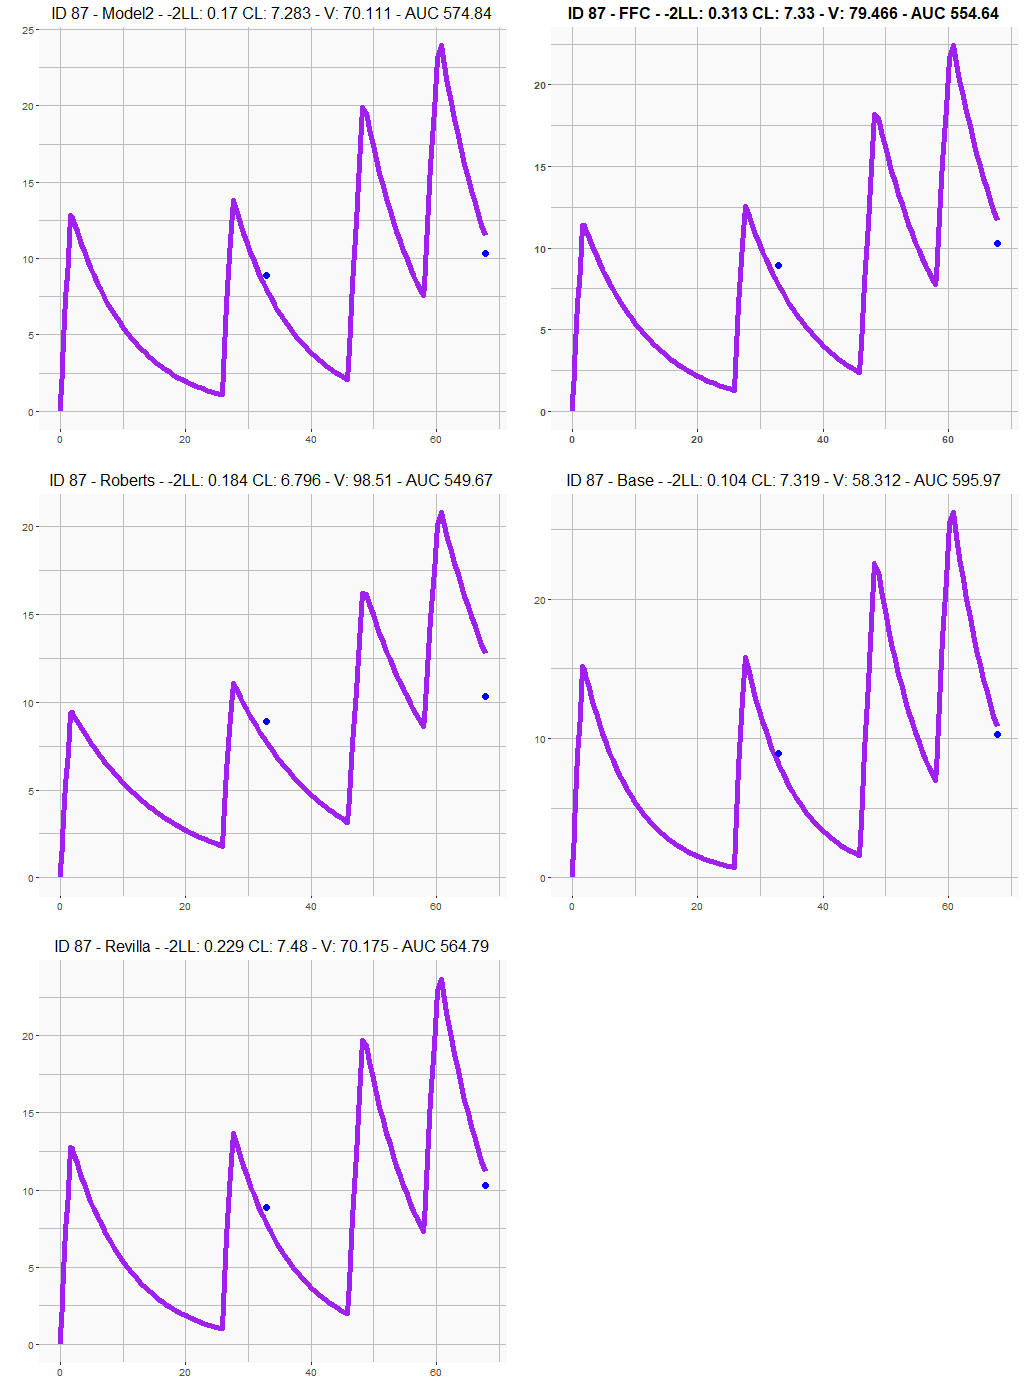 ID 87 - Model2 - -2LL: 0.17 CL: 7.283 - V: 70.111 - AUC 574.84
25
20
15
10
5
0
0 20 40 60
ID 87 - FFC - -2LL: 0.313 CL: 7.33 - V: 79.466 - AUC 554.64
20
15
10
5
0
0 20 40 60
ID 87 - Roberts - -2LL: 0.184 CL: 6.796 - V: 98.51 - AUC 549.67
20
15
10
5
0
0 20 40 60
ID 87 - Base - -2LL: 0.104 CL: 7.319 - V: 58.312 - AUC 595.97
20
10
0
0 20 40 60
ID 87 - Revilla - -2LL: 0.229 CL: 7.48 - V: 70.175 - AUC 564.79
20
15
10
5
0
0 20 40 60